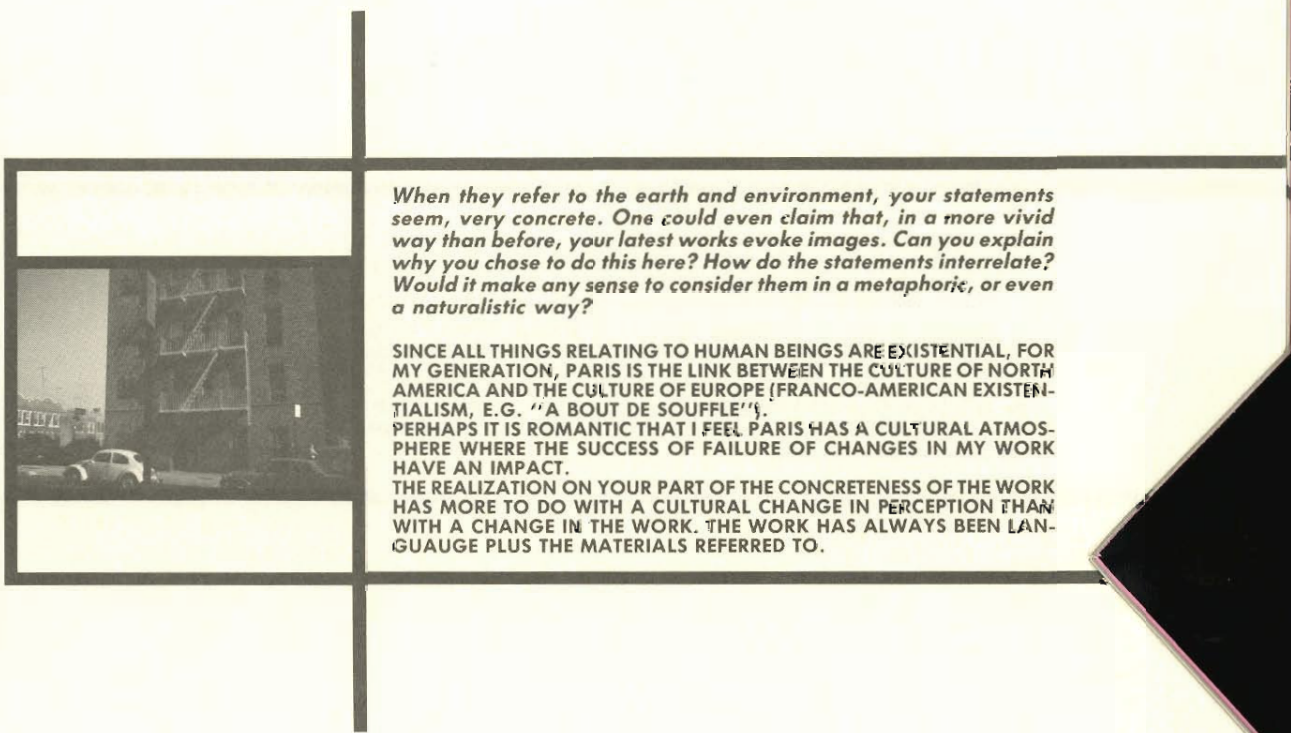 When they refer to the earth and environment, your statements
seem, very concrete. One could even claim that, in a more vivid
way than before, your latest works evoke images. Can you explain
why you chose to do this here? How do the statements interrelate?
Would it make any sense to consider them in a metaphoric, or even
a naturalistic way?
SINCE ALL THINGS RELATING TO HUMAN BEINGS ARE EXISTENTIAL, FOR
MY GENERATION, PARIS IS THE LINK BETWEEN THE CULTURE OF NORTH
AMERICA AND THE CULTURE OF EUROPE (FRANCO-AMERICAN EXISTEN-
TIALISM, E.G. "A BOUT DE SOUFFLE").
PERHAPS IT IS ROMANTIC THAT I FEEL PARIS HAS A CULTURAL ATMOS-
PHERE WHERE THE SUCCESS OF FAILURE OF CHANGES IN MY WORK
HAVE AN IMPACT.
THE REALIZATION ON YOUR PART OF THE CONCRETENESS OF THE WORK
HAS MORE TO DO WITH A CULTURAL CHANGE IN PERCEPTION THAN
WITH A CHANGE IN THE WORK. THE WORK HAS ALWAYS BEEN LAN-
GUAUGE PLUS THE MATERIALS REFERRED TO.